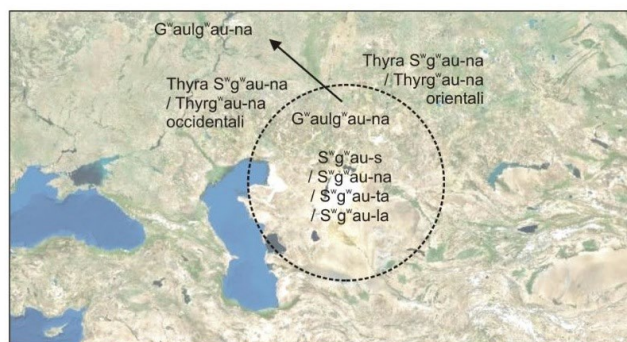 GʷaulgʷAu-na
Thyra Sʷgʷau-na
/ Thyrgʷau-na
occidentali
Thyra Sʷgʷau-na
/ Thyrgʷau-na
orientali
Gʷaulgʷau-na
Sʷgʷau-s
/ Sʷgʷau-na
/ Sʷgʷau-ta
/ Sʷgʷau-la